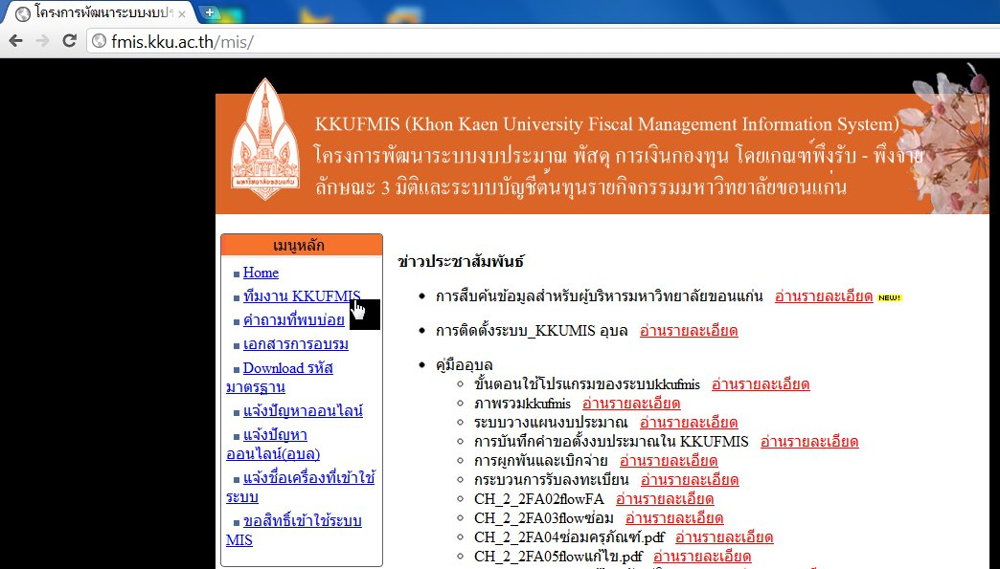 โครงการพัฒนาระบบงบป
fmis.kku.ac.th/mis/
KKUFMIS (Khon Kaen University Fiscal Management Information System)
โครงการพัฒนาระบบงบประมาณ พัสดุ การเงินกองทุน โดยเกณฑ์พึงรับ - พึงจ่าย
ลักษณะ 3 มิติและระบบบัญชีต้นทุนรายกิจกรรมมหาวิทยาลัยขอนแก่น
มหาวิทยาลัยขอนแก่น
เมนูหลัก
Home
ทีมงาน KKUFMIS
คำถามที่พบบ่อย
เอกสารการอบรม
Download รหัส
มาตรฐาน
แจ้งปัญหาออนไลน์
แจ้งปัญหา
ออนไลน์(อุบล)
แจ้งชื่อเครื่องที่เข้าใช้
ระบบ
ขอสิทธิ์เข้าใช้ระบบ
MIS
ข่าวประชาสัมพันธ์
การสืบค้นข้อมูลสำหรับผู้บริหารมหาวิทยาลัยขอนแก่น อ่านรายละเอียด NEW!
การติดตั้งระบบ_KKUMIS อุบล อ่านรายละเอียด
คู่มืออุบล
ขั้นตอนใช้โปรแกรมของระบบkkufmis อ่านรายละเอียด
ภาพรวมkkufmis อ่านรายละเอียด
ระบบวางแผนงบประมาณ อ่านรายละเอียด
การบันทึกคำขอตั้งงบประมาณใน KKUFMIS อ่านรายละเอียด
การผูกพันและเบิกจ่าย อ่านรายละเอียด
กระบวนการรับลงทะเบียน อ่านรายละเอียด
CH_2_2FA02flowFA อ่านรายละเอียด
CH_2_2FA03flowซ่อม อ่านรายละเอียด
CH_2_2FA04ซ่อมครุภัณฑ์.pdf อ่านรายละเอียด
CH_2_2FA05flowแก้ไข.pdf อ่านรายละเอียด